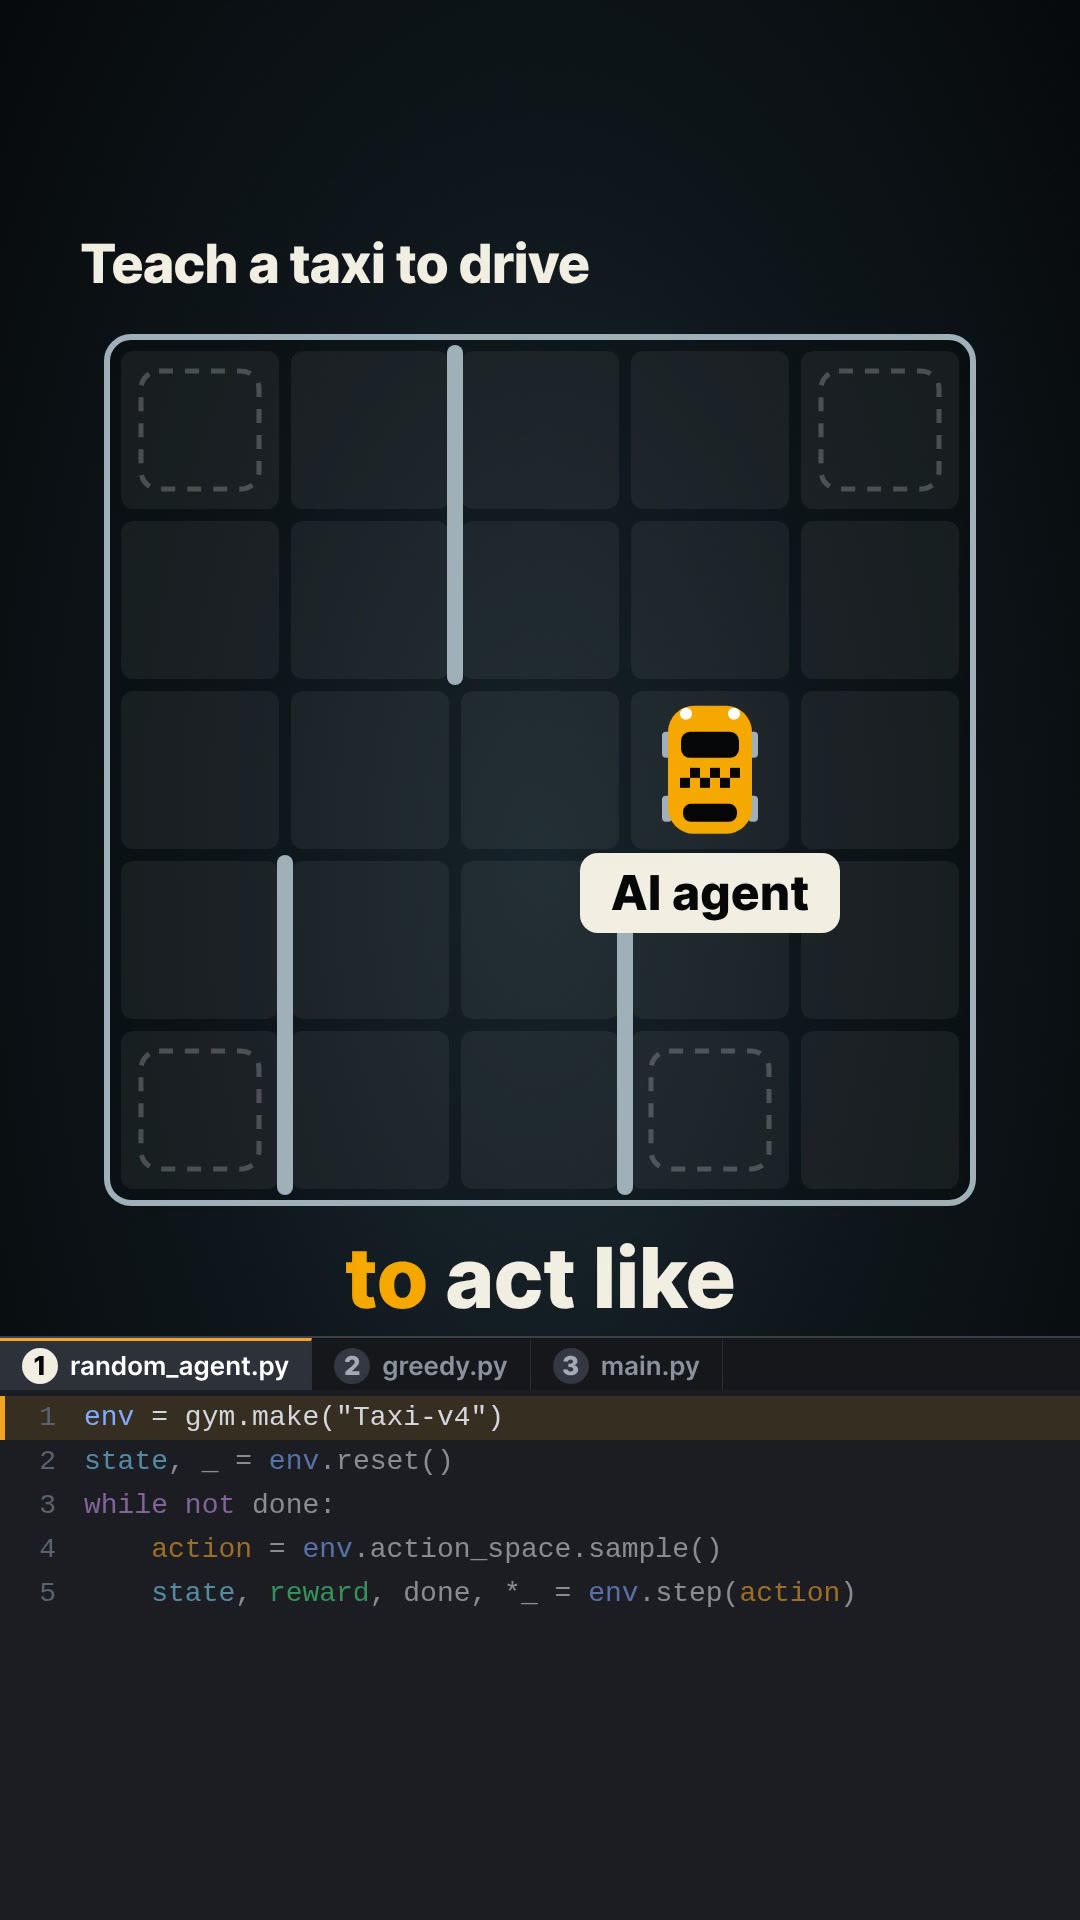 Teach a taxi to drive
AI agent
to act like
1 random_agent.py 2 greedy.py 3 main.py
1 env = gym.make("Taxi-v4")
2 state, _ = env.reset()
3 while not done:
4     action = env.action_space.sample()
5     state, reward, done, *_ = env.step(action)